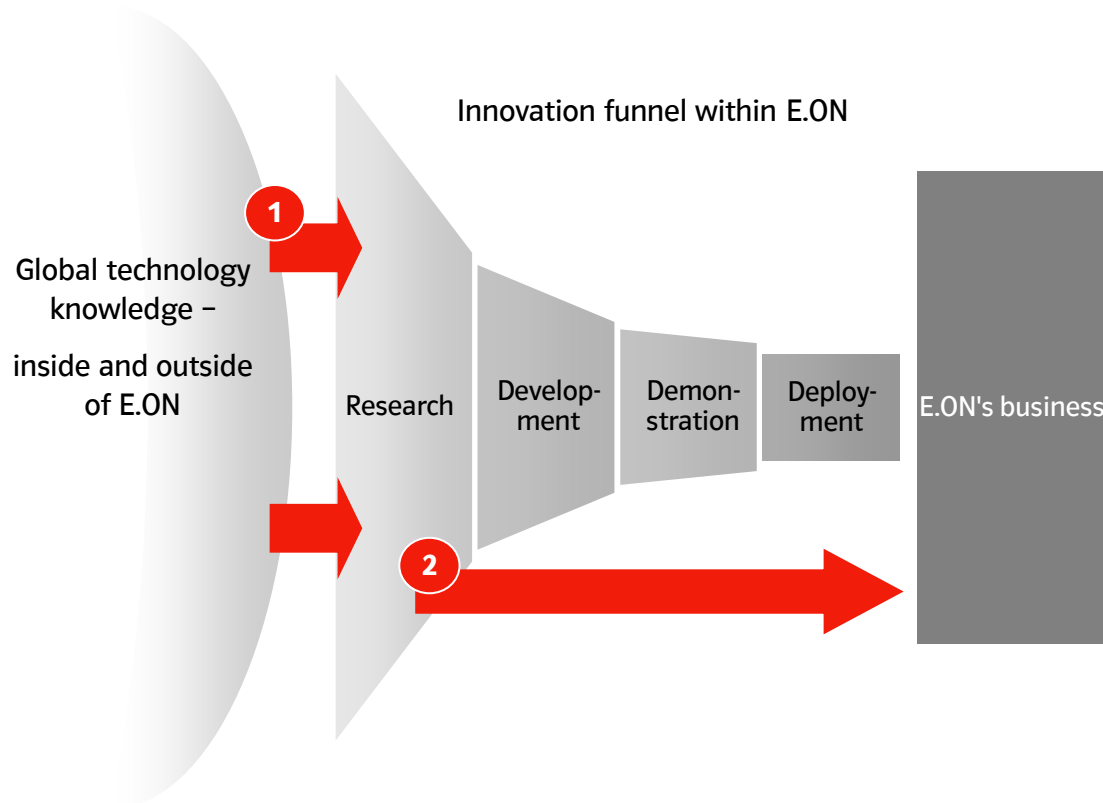 Innovation funnel within E.ON
1
Global technology
knowledge –
inside and outside
of E.ON
Research
Develop-
ment
Demon-
stration
Deploy-
ment
E.ON's business
2